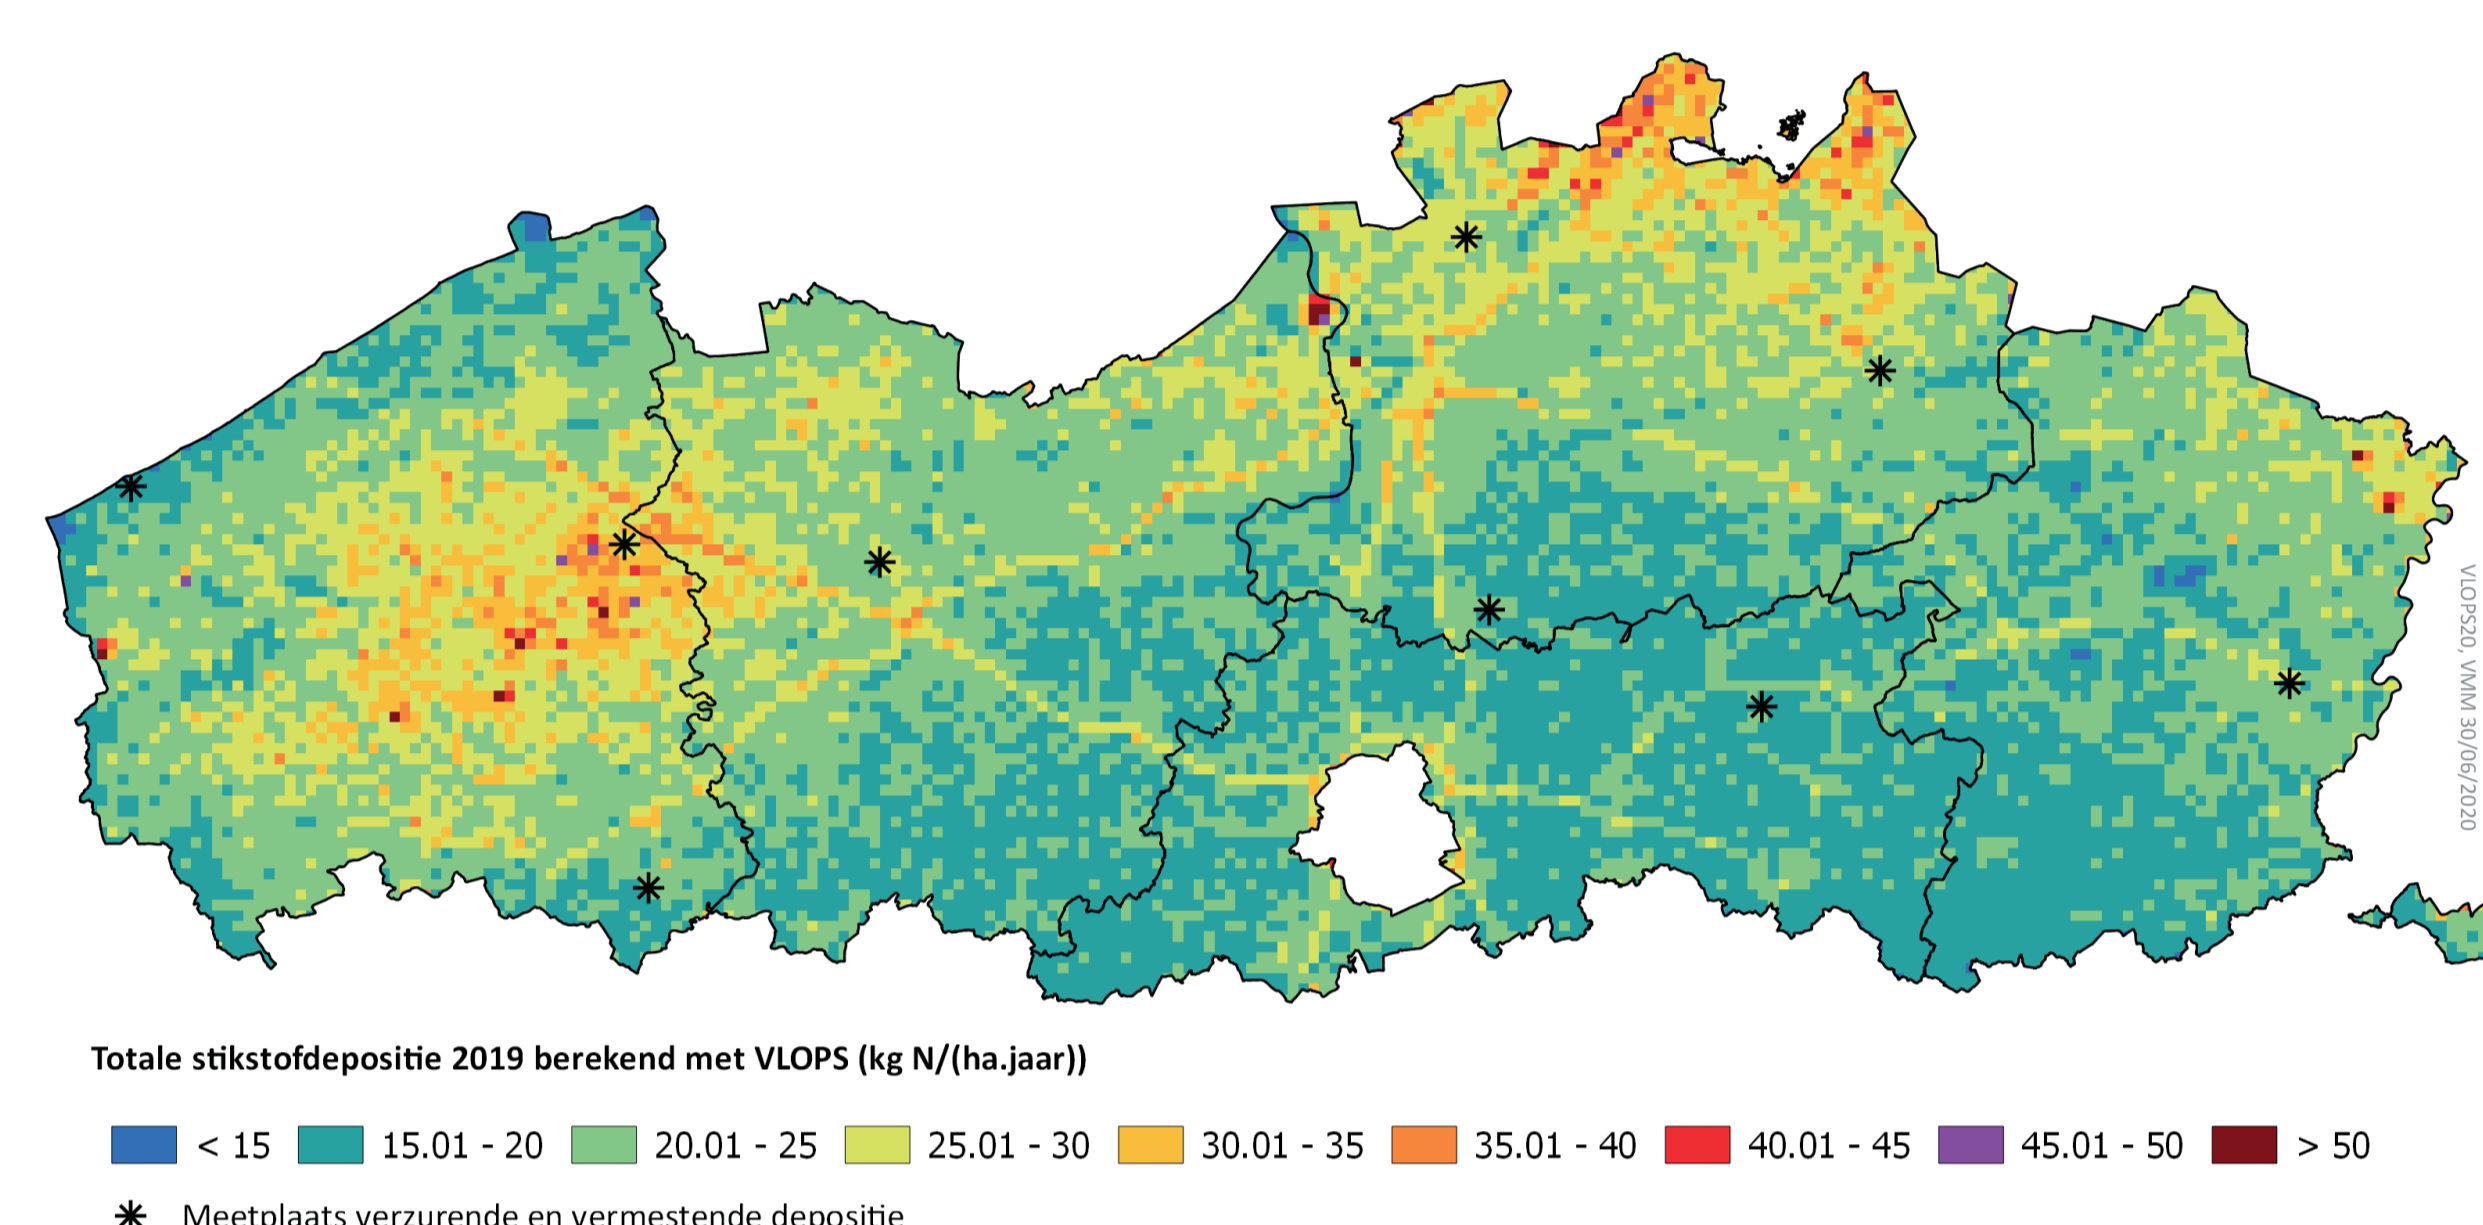 VLOPS20, VMM 30/06/2020
Totale stikstofdepositie 2019 berekend met VLOPS (kg N/(ha.jaar))
< 15 15.01 - 20 20.01 - 25 25.01 - 30 30.01 - 35 35.01 - 40 40.01 - 45 45.01 - 50 > 50
Meetplaats verzurende en vermestende depositie